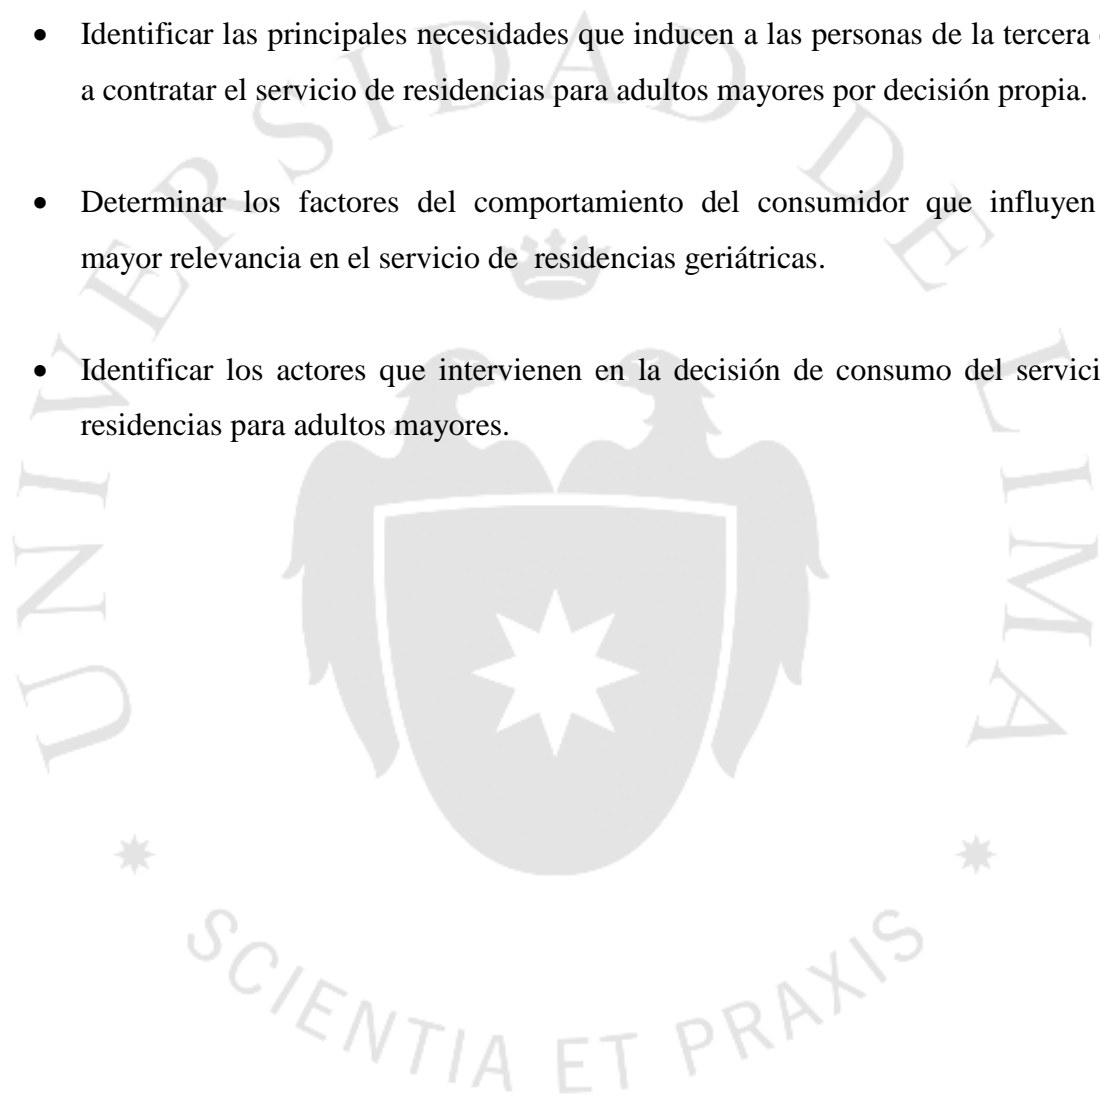 • Identificar las principales necesidades que inducen a las personas de la tercera
a contratar el servicio de residencias para adultos mayores por decisión propia.
• Determinar los factores del comportamiento del consumidor que influyen
mayor relevancia en el servicio de residencias geriátricas.
• Identificar los actores que intervienen en la decisión de consumo del servici
residencias para adultos mayores.
UNIVERSIDAD DE LIMA
SCIENTIA ET PRAXIS